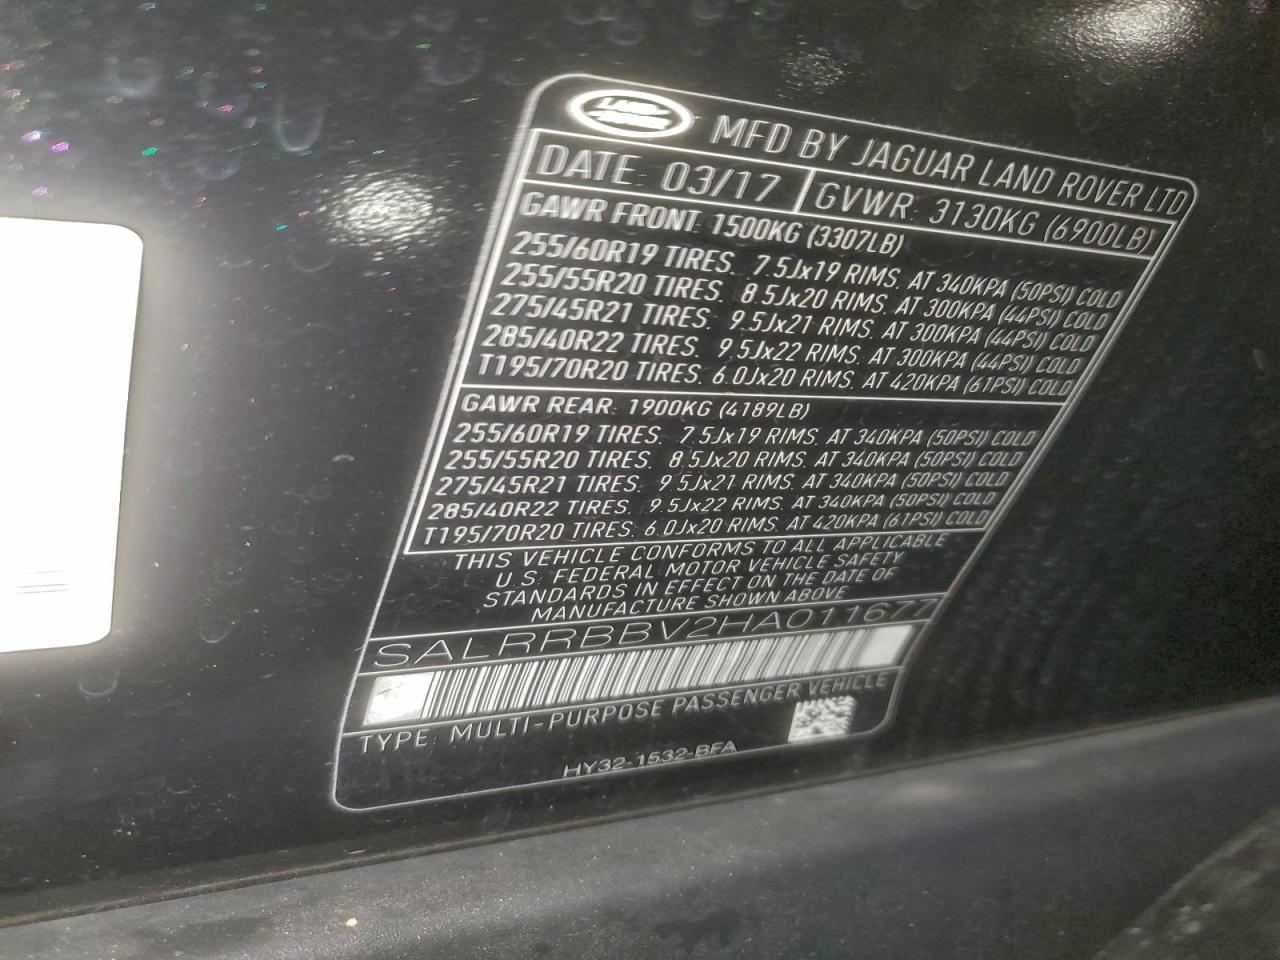 LAND
ROVER
MFD BY JAGUAR LAND ROVER LTD
DATE: 03/17 GVWR: 3130KG (6900LB)
GAWR FRONT: 1500KG (3307LB)
255/60R19 TIRES. 7.5Jx19 RIMS. AT 340KPA (50PSI) COLD
255/55R20 TIRES. 8.5Jx20 RIMS. AT 300KPA (44PSI) COLD
275/45R21 TIRES. 9.5Jx21 RIMS. AT 300KPA (44PSI) COLD
285/40R22 TIRES. 9.5Jx22 RIMS. AT 300KPA (44PSI) COLD
T195/70R20 TIRES. 6.0Jx20 RIMS. AT 420KPA (61PSI) COLD
GAWR REAR: 1900KG (4189LB)
255/60R19 TIRES. 7.5Jx19 RIMS. AT 340KPA (50PSI) COLD
255/55R20 TIRES. 8.5Jx20 RIMS. AT 340KPA (50PSI) COLD
275/45R21 TIRES. 9.5Jx21 RIMS. AT 340KPA (50PSI) COLD
285/40R22 TIRES. 9.5Jx22 RIMS. AT 340KPA (50PSI) COLD
T195/70R20 TIRES. 6.0Jx20 RIMS. AT 420KPA (61PSI) COLD
THIS VEHICLE CONFORMS TO ALL APPLICABLE
U.S. FEDERAL MOTOR VEHICLE SAFETY
STANDARDS IN EFFECT ON THE DATE OF
MANUFACTURE SHOWN ABOVE
SALRRBBV2HA011677
TYPE: MULTI-PURPOSE PASSENGER VEHICLE
HY32-1532-BFA